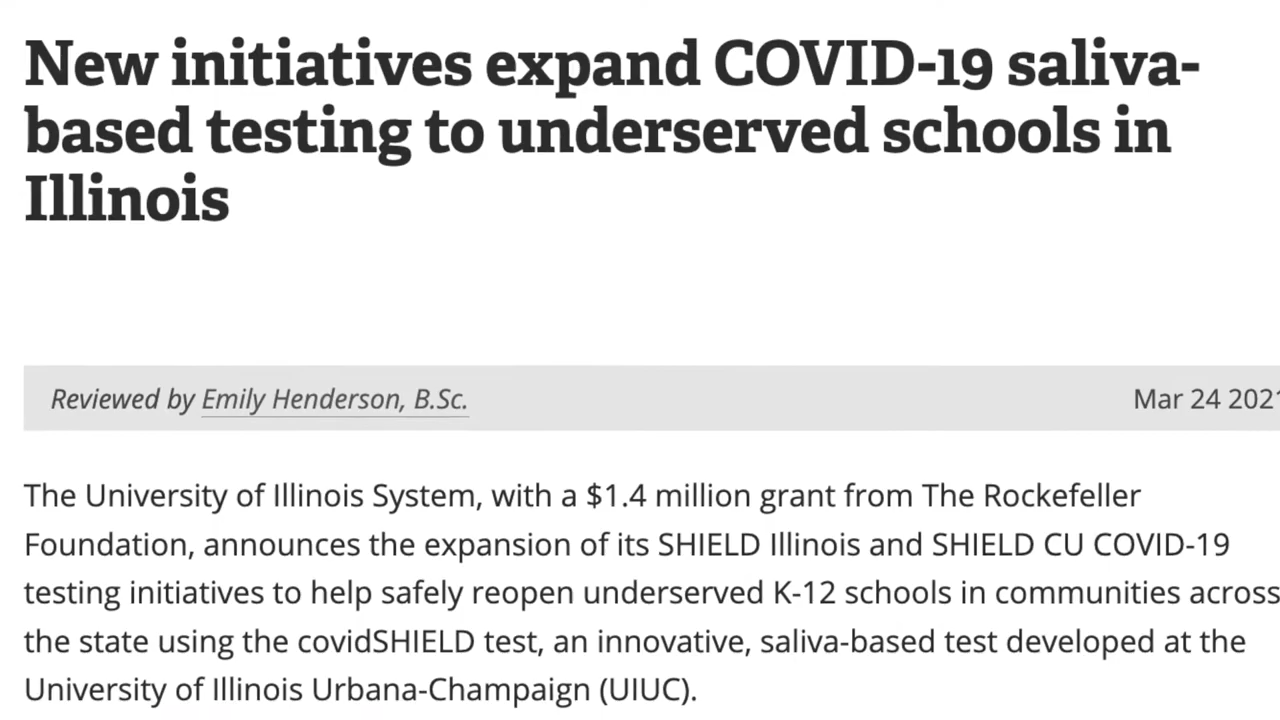 New initiatives expand COVID-19 saliva-
based testing to underserved schools in
Illinois
Reviewed by Emily Henderson, B.Sc. Mar 24 2021
The University of Illinois System, with a $1.4 million grant from The Rockefeller
Foundation, announces the expansion of its SHIELD Illinois and SHIELD CU COVID-19
testing initiatives to help safely reopen underserved K-12 schools in communities across
the state using the covidSHIELD test, an innovative, saliva-based test developed at the
University of Illinois Urbana-Champaign (UIUC).